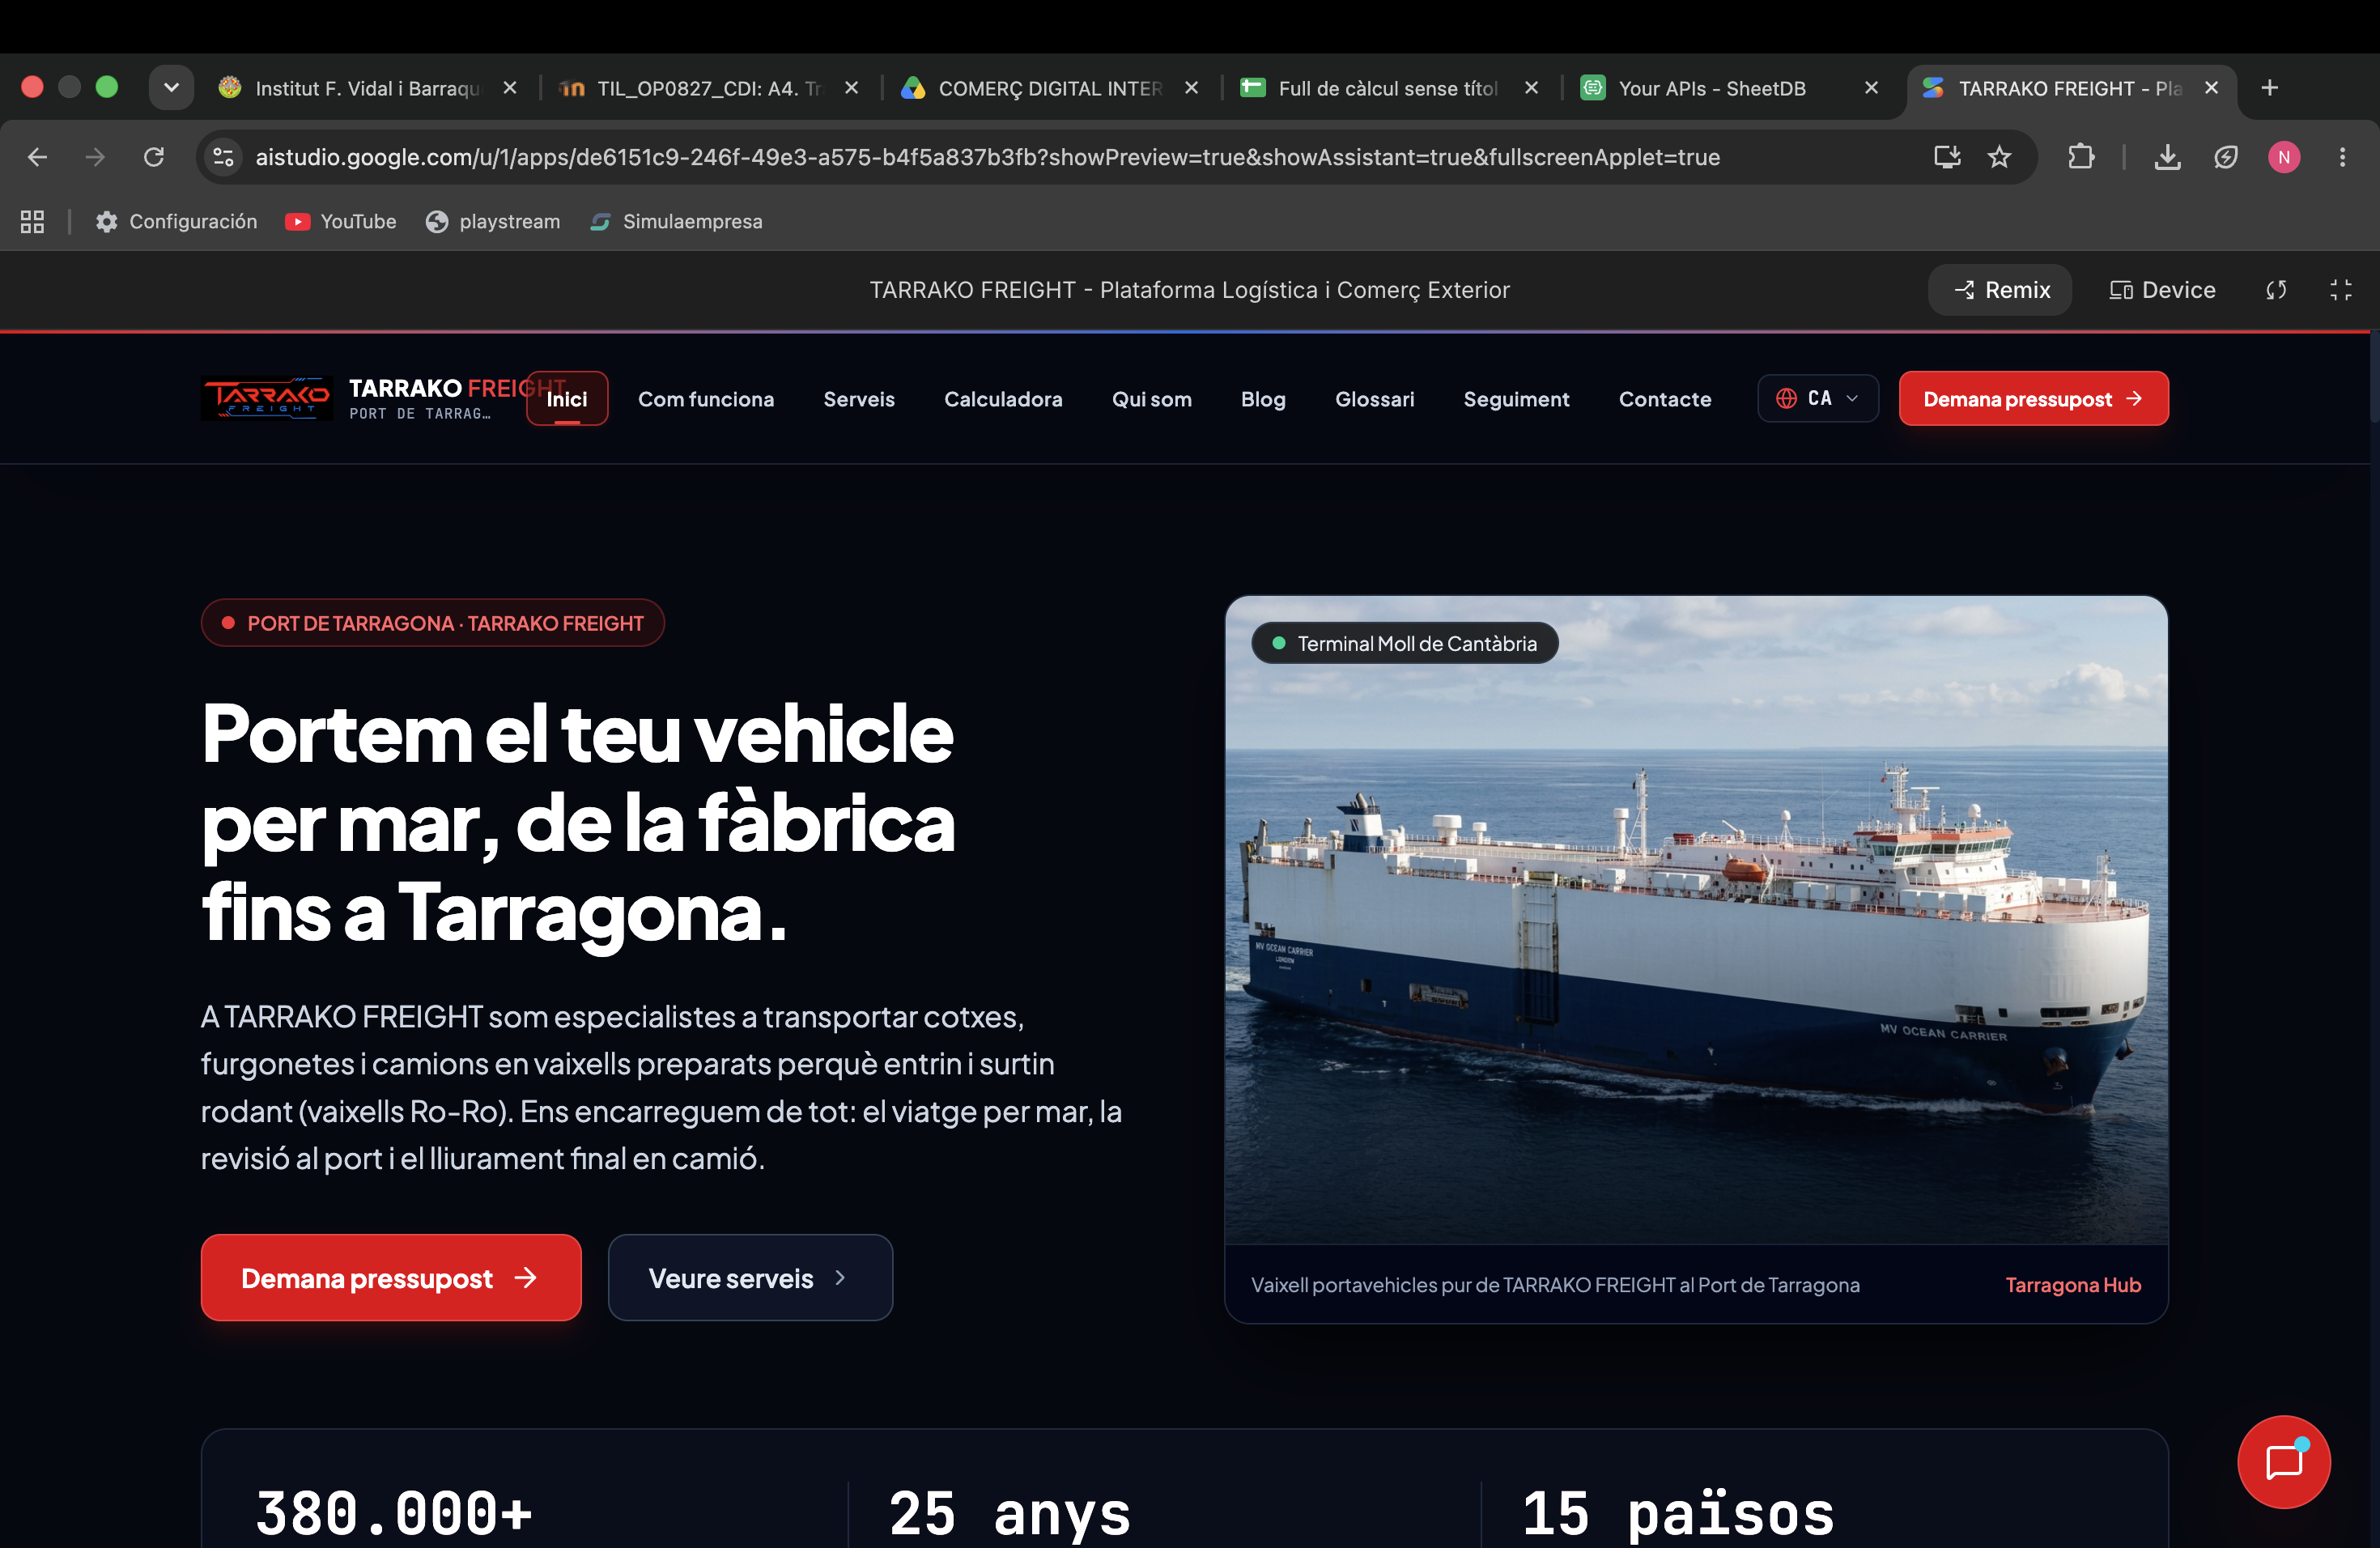 Institut F. Vidal i Barraqu
TIL_OP0827_CDI: A4. Tr
COMERÇ DIGITAL INTER
Full de càlcul sense títol
Your APIs - SheetDB
TARRAKO FREIGHT - Pla
aistudio.google.com/u/1/apps/de6151c9-246f-49e3-a575-b4f5a837b3fb?showPreview=true&showAssistant=true&fullscreenApplet=true
N
Configuración
YouTube
playstream
Simulaempresa
TARRAKO FREIGHT - Plataforma Logística i Comerç Exterior
Remix
Device
TARRAKO
FREIGHT
TARRAKO FREIGHT
PORT DE TARRAG…
Inici
Com funciona
Serveis
Calculadora
Qui som
Blog
Glossari
Seguiment
Contacte
CA
Demana pressupost
PORT DE TARRAGONA · TARRAKO FREIGHT
Portem el teu vehicle
per mar, de la fàbrica
fins a Tarragona.
A TARRAKO FREIGHT som especialistes a transportar cotxes,
furgonetes i camions en vaixells preparats perquè entrin i surtin
rodant (vaixells Ro-Ro). Ens encarreguem de tot: el viatge per mar, la
revisió al port i el lliurament final en camió.
Demana pressupost
Veure serveis
Terminal Moll de Cantàbria
MV OCEAN CARRIER
LONDON
MV OCEAN CARRIER
Vaixell portavehicles pur de TARRAKO FREIGHT al Port de Tarragona
Tarragona Hub
380.000+
25 anys
15 països